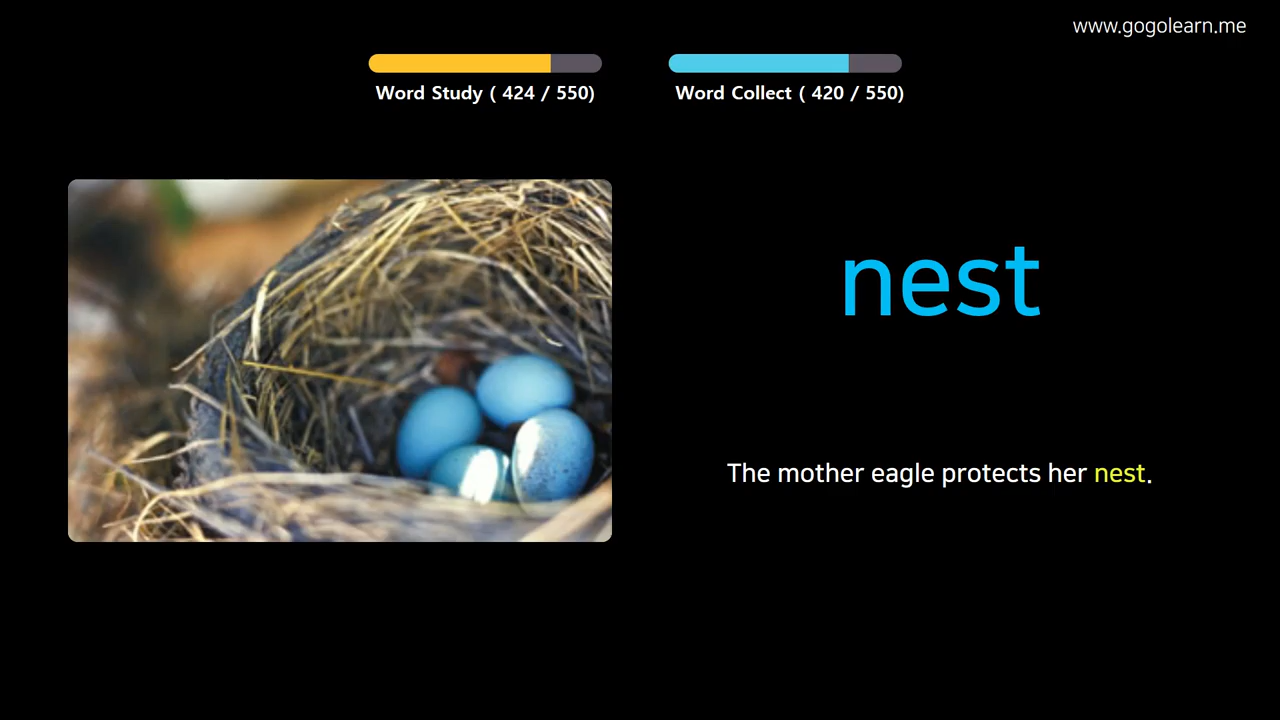 www.gogolearn.me
Word Study ( 424 / 550)
Word Collect ( 420 / 550)
nest
The mother eagle protects her nest.